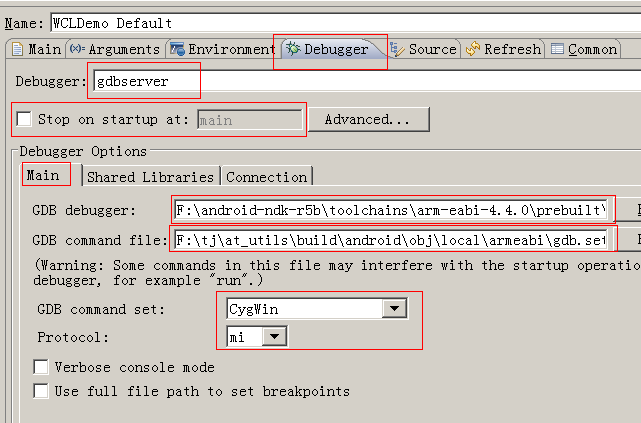 Name: WCLDemo Default
Main (x)= Arguments Environment Debugger Source Refresh Common
Debugger: gdbserver
Stop on startup at: main Advanced...
Debugger Options
Main Shared Libraries Connection
GDB debugger: F:\android-ndk-r5b\toolchains\arm-eabi-4.4.0\prebuilt\
GDB command file: F:\tj\at_utils\build\android\obj\local\armeabi\gdb.set
(Warning: Some commands in this file may interfere with the startup operatio
debugger, for example "run".)
GDB command set: CygWin
Protocol: mi
Verbose console mode
Use full file path to set breakpoints